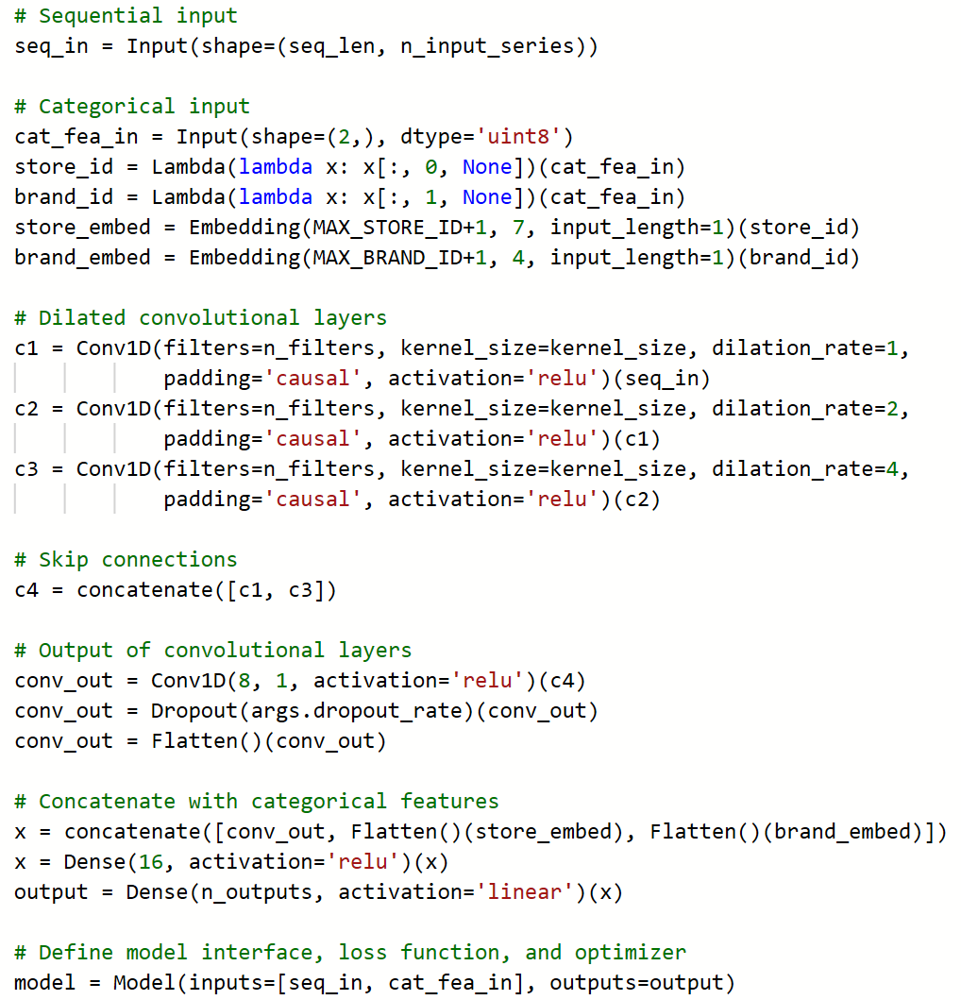 # Sequential input
seq_in = Input(shape=(seq_len, n_input_series))

# Categorical input
cat_fea_in = Input(shape=(2,), dtype='uint8')
store_id = Lambda(lambda x: x[:, 0, None])(cat_fea_in)
brand_id = Lambda(lambda x: x[:, 1, None])(cat_fea_in)
store_embed = Embedding(MAX_STORE_ID+1, 7, input_length=1)(store_id)
brand_embed = Embedding(MAX_BRAND_ID+1, 4, input_length=1)(brand_id)

# Dilated convolutional layers
c1 = Conv1D(filters=n_filters, kernel_size=kernel_size, dilation_rate=1,
            padding='causal', activation='relu')(seq_in)
c2 = Conv1D(filters=n_filters, kernel_size=kernel_size, dilation_rate=2,
            padding='causal', activation='relu')(c1)
c3 = Conv1D(filters=n_filters, kernel_size=kernel_size, dilation_rate=4,
            padding='causal', activation='relu')(c2)

# Skip connections
c4 = concatenate([c1, c3])

# Output of convolutional layers
conv_out = Conv1D(8, 1, activation='relu')(c4)
conv_out = Dropout(args.dropout_rate)(conv_out)
conv_out = Flatten()(conv_out)

# Concatenate with categorical features
x = concatenate([conv_out, Flatten()(store_embed), Flatten()(brand_embed)])
x = Dense(16, activation='relu')(x)
output = Dense(n_outputs, activation='linear')(x)

# Define model interface, loss function, and optimizer
model = Model(inputs=[seq_in, cat_fea_in], outputs=output)